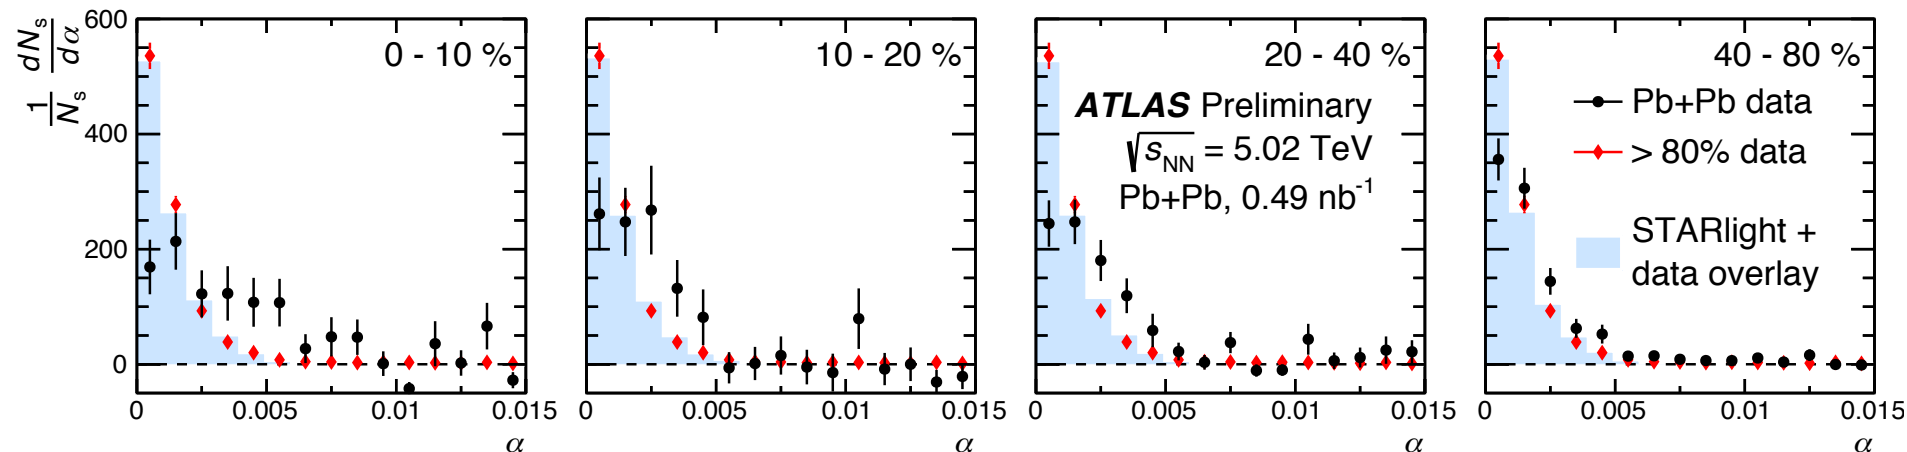 1/Nₛ dNₛ/dα
600
400
200
0
0 - 10 %
0 0.005 0.01 0.015
α
10 - 20 %
0 0.005 0.01 0.015
α
20 - 40 %
ATLAS Preliminary
√sNN = 5.02 TeV
Pb+Pb, 0.49 nb⁻¹
0 0.005 0.01 0.015
α
40 - 80 %
Pb+Pb data
> 80% data
STARlight +
data overlay
0 0.005 0.01 0.015
α